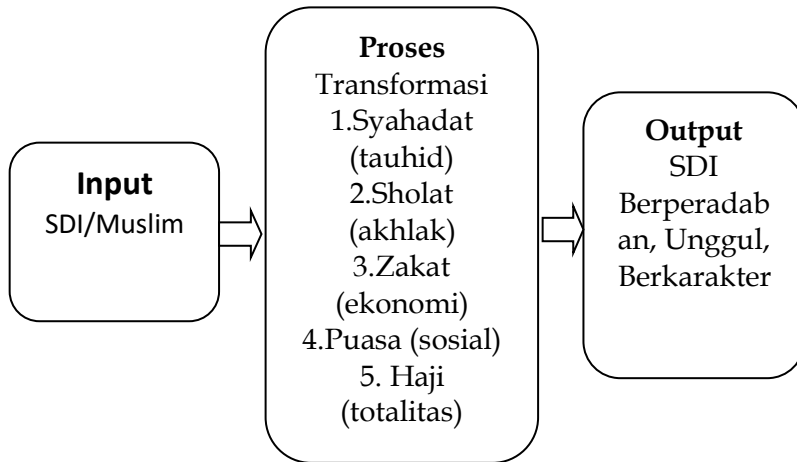 Input
SDI/Muslim
Proses
Transformasi
1.Syahadat
(tauhid)
2.Sholat
(akhlak)
3.Zakat
(ekonomi)
4.Puasa (sosial)
5. Haji
(totalitas)
Output
SDI
Berperadab
an, Unggul,
Berkarakter